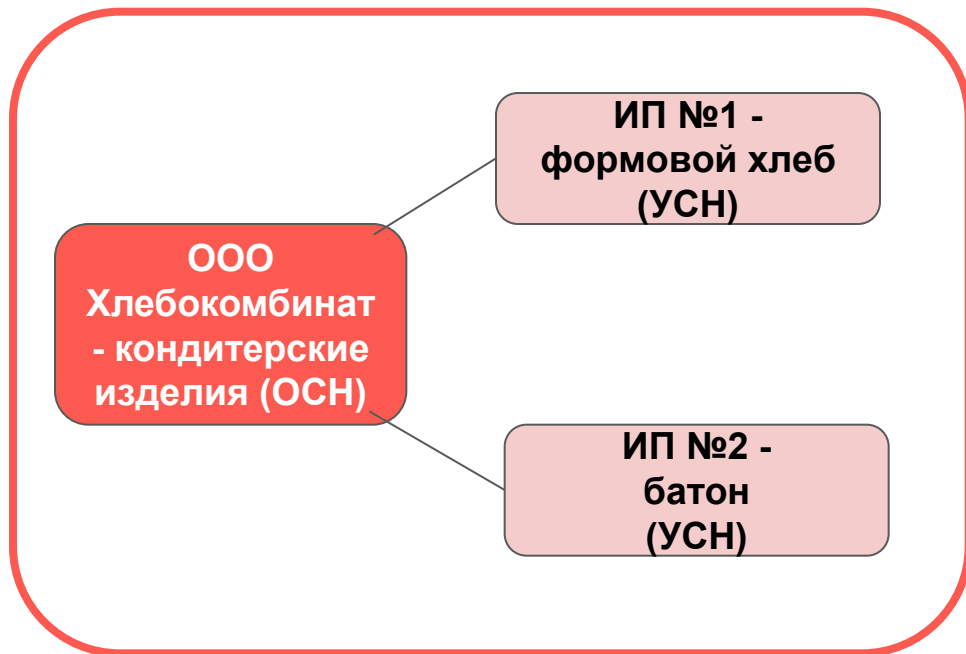 ИП №1 -
формовой хлеб
(УСН)
ООО
Хлебокомбинат
- кондитерские
изделия (ОСН)
ИП №2 -
батон
(УСН)